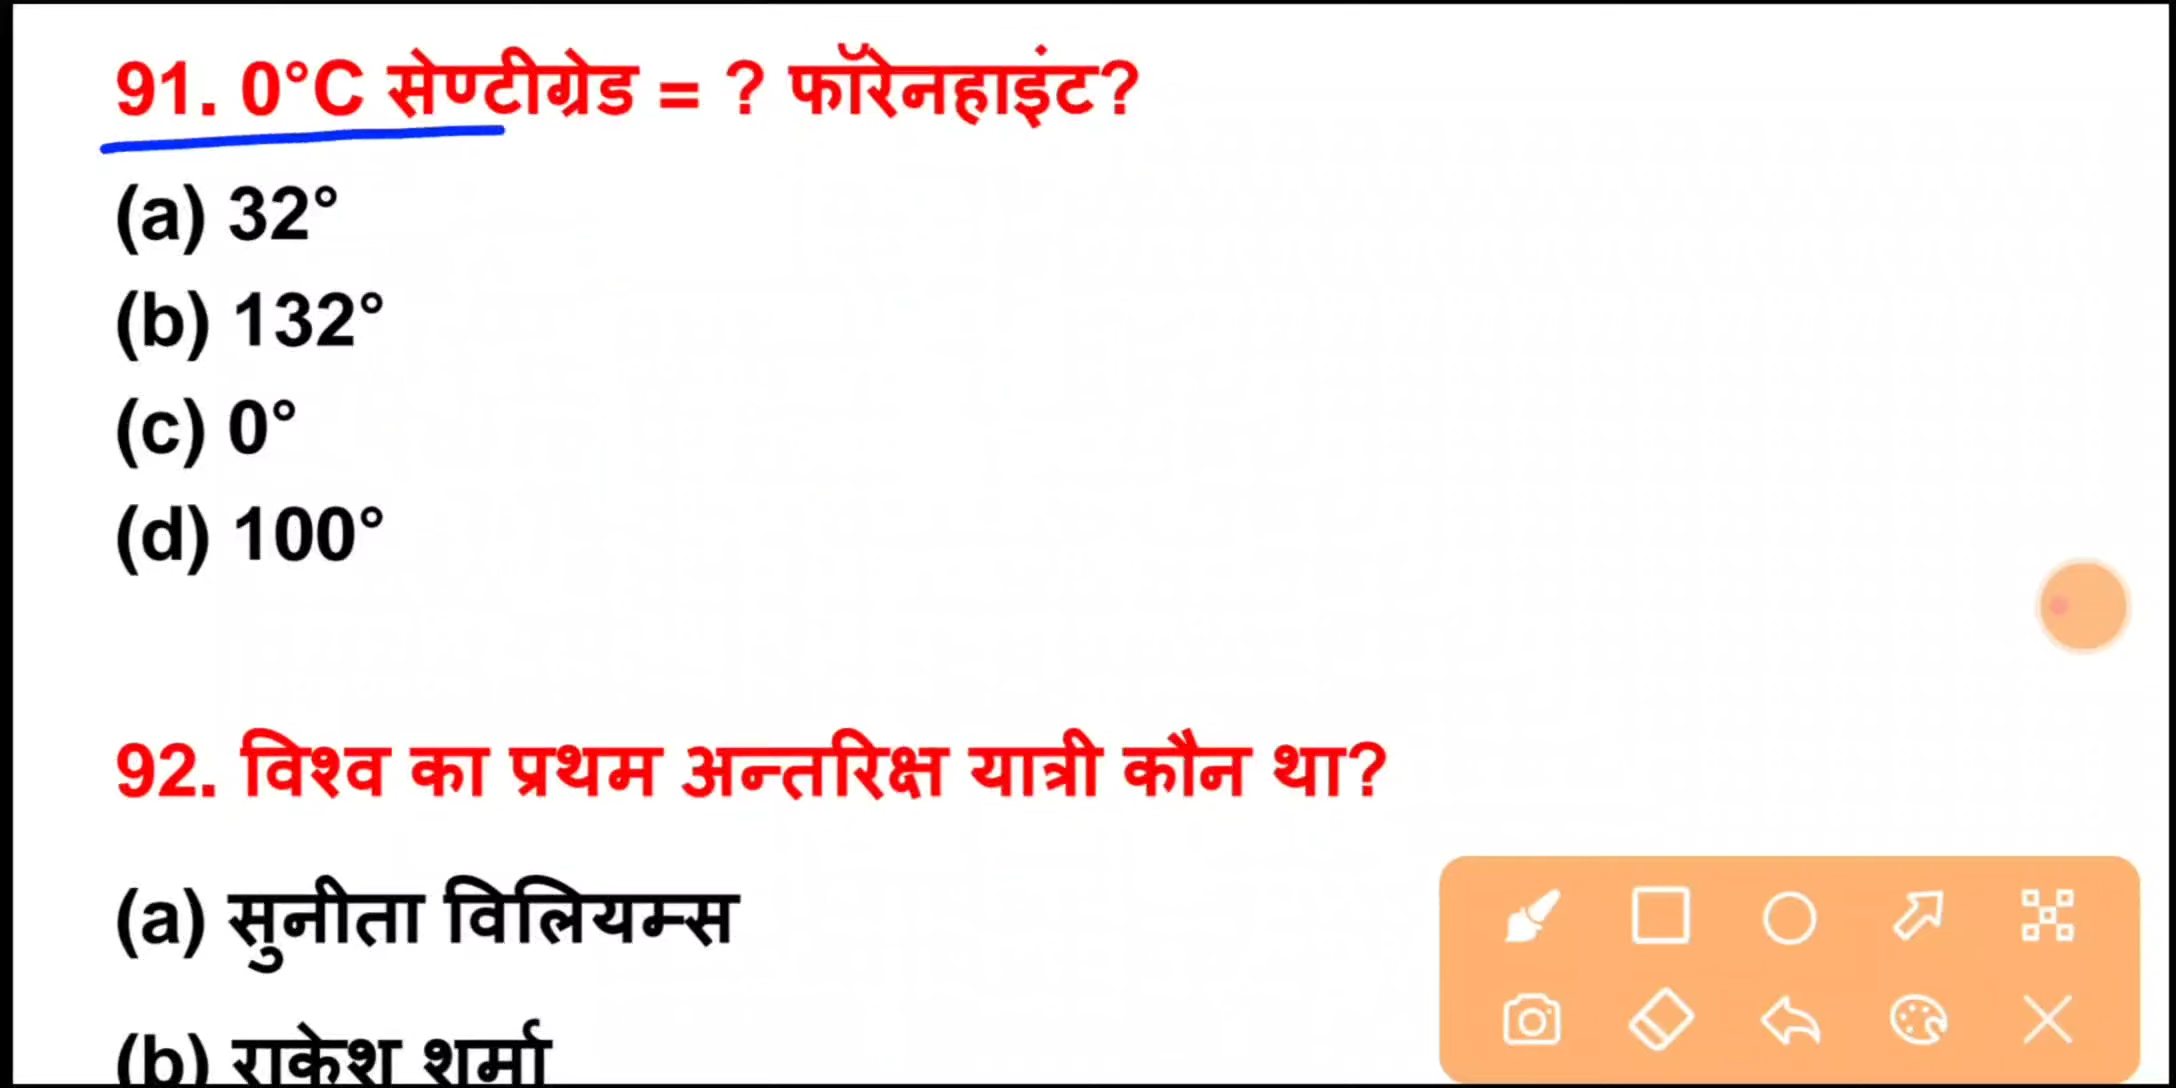 91. 0°C सेण्टीग्रेड = ? फॉरेनहाइंट?
(a) 32°
(b) 132°
(c) 0°
(d) 100°
92. विश्व का प्रथम अन्तरिक्ष यात्री कौन था?
(a) सुनीता विलियम्स
(b) राकेश शर्मा